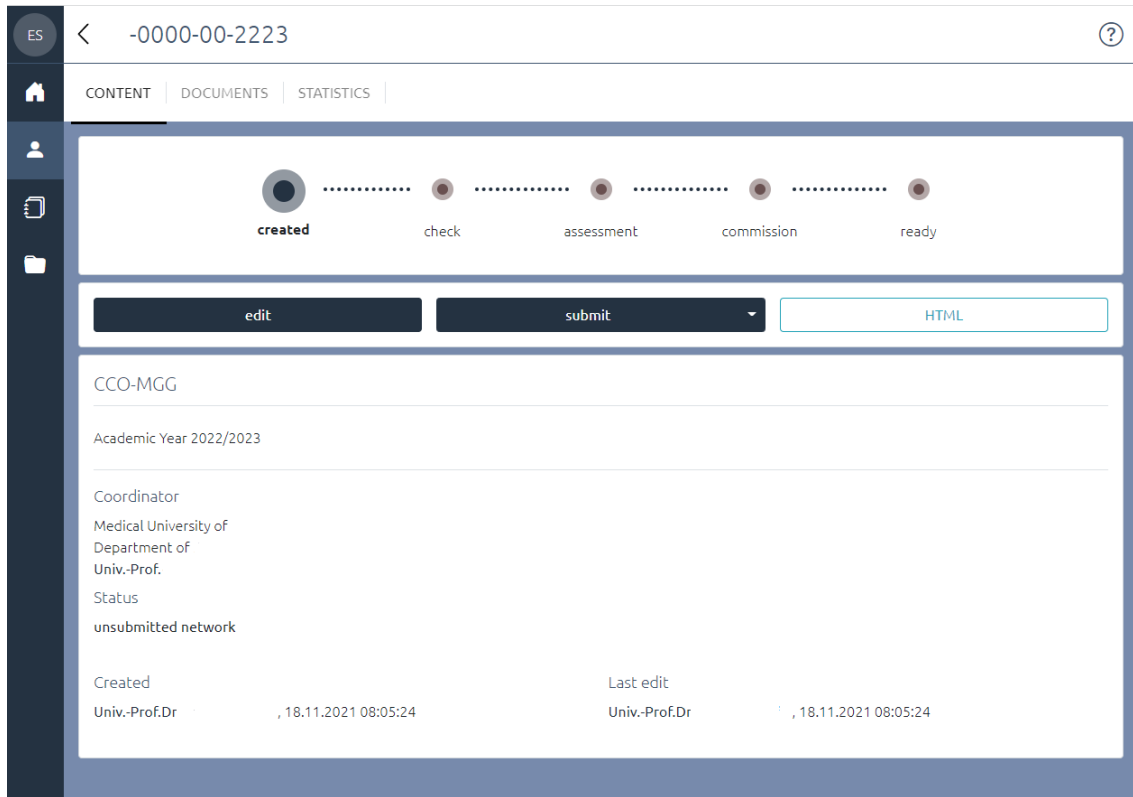 ES
-0000-00-2223
?
CONTENT DOCUMENTS STATISTICS
created check assessment commission ready
edit submit HTML
CCO-MGG
Academic Year 2022/2023
Coordinator
Medical University of
Department of
Univ.-Prof.
Status
unsubmitted network
Created Last edit
Univ.-Prof.Dr , 18.11.2021 08:05:24 Univ.-Prof.Dr , 18.11.2021 08:05:24